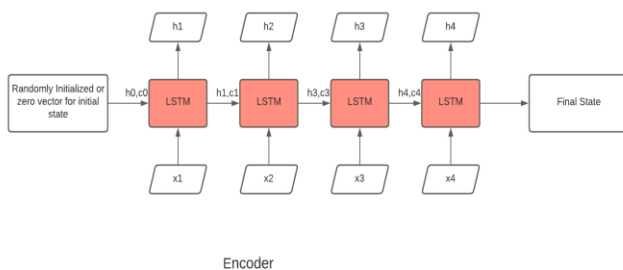 h1
h2
h3
h4
Randomly Initialized or
zero vector for initial
state
h0,c0
LSTM
h1,c1
LSTM
h3,c3
LSTM
h4,c4
LSTM
Final State
x1
x2
x3
x4
Encoder